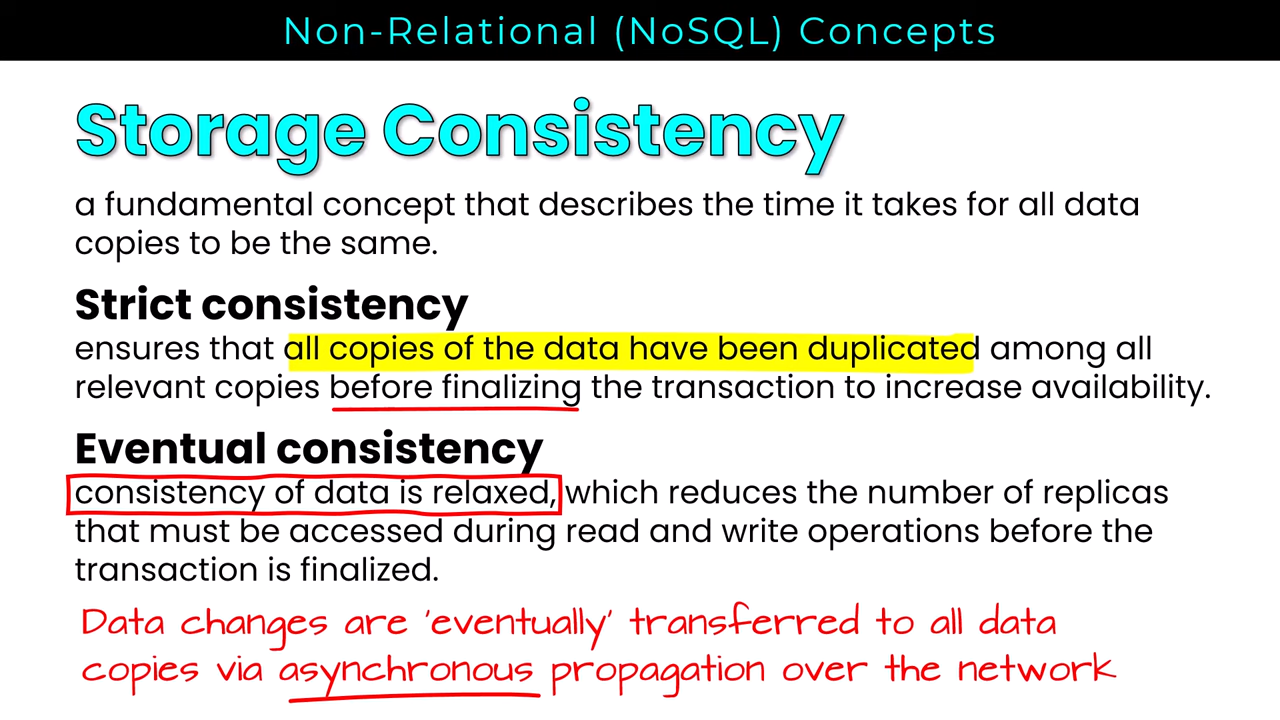 Non-Relational (NoSQL) Concepts
Storage Consistency
a fundamental concept that describes the time it takes for all data
copies to be the same.
Strict consistency
ensures that all copies of the data have been duplicated among all
relevant copies before finalizing the transaction to increase availability.
Eventual consistency
consistency of data is relaxed, which reduces the number of replicas
that must be accessed during read and write operations before the
transaction is finalized.
Data changes are 'eventually' transferred to all data
copies via asynchronous propagation over the network